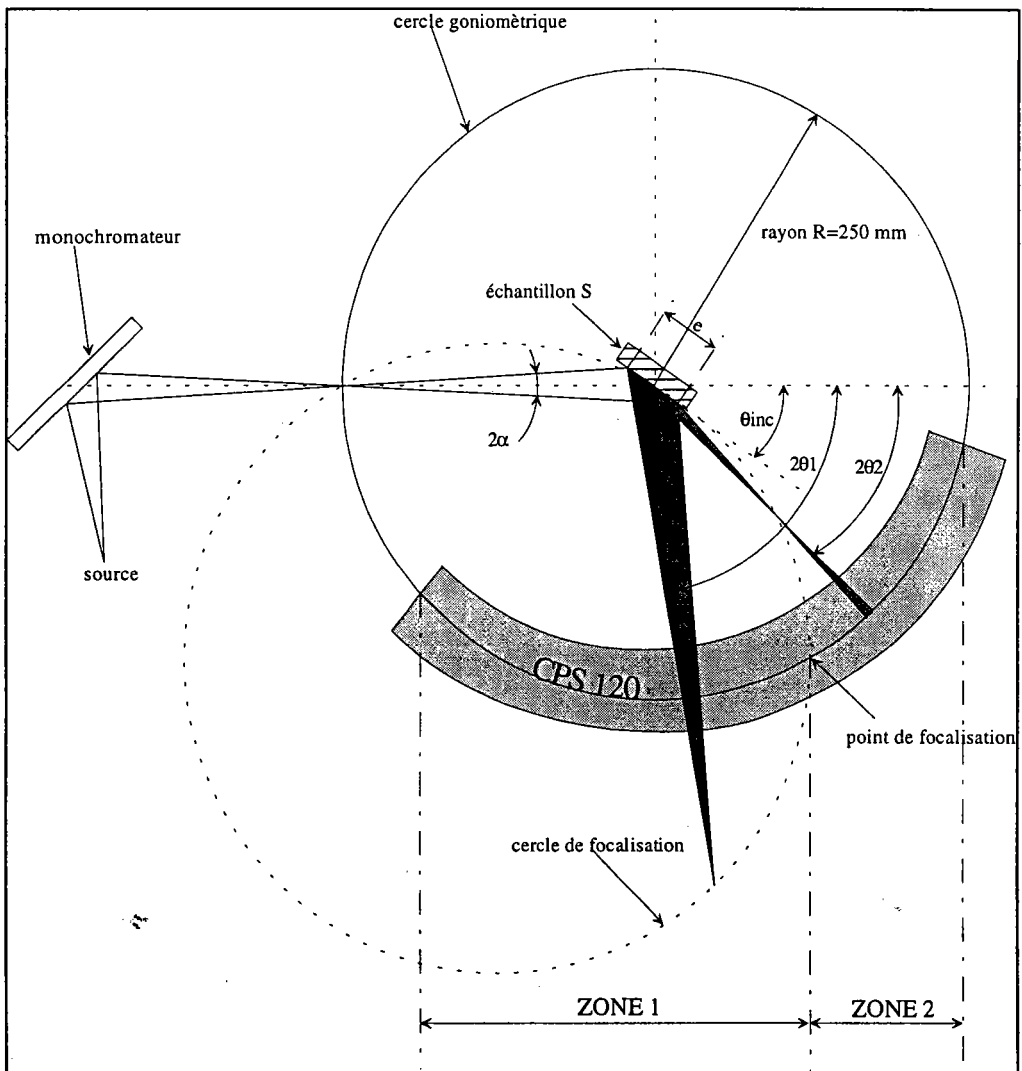 cercle goniomètrique
monochromateur
rayon R=250 mm
échantillon S
e
θinc
2α
2θ1
2θ2
source
CPS 120
point de focalisation
cercle de focalisation
ZONE 1
ZONE 2